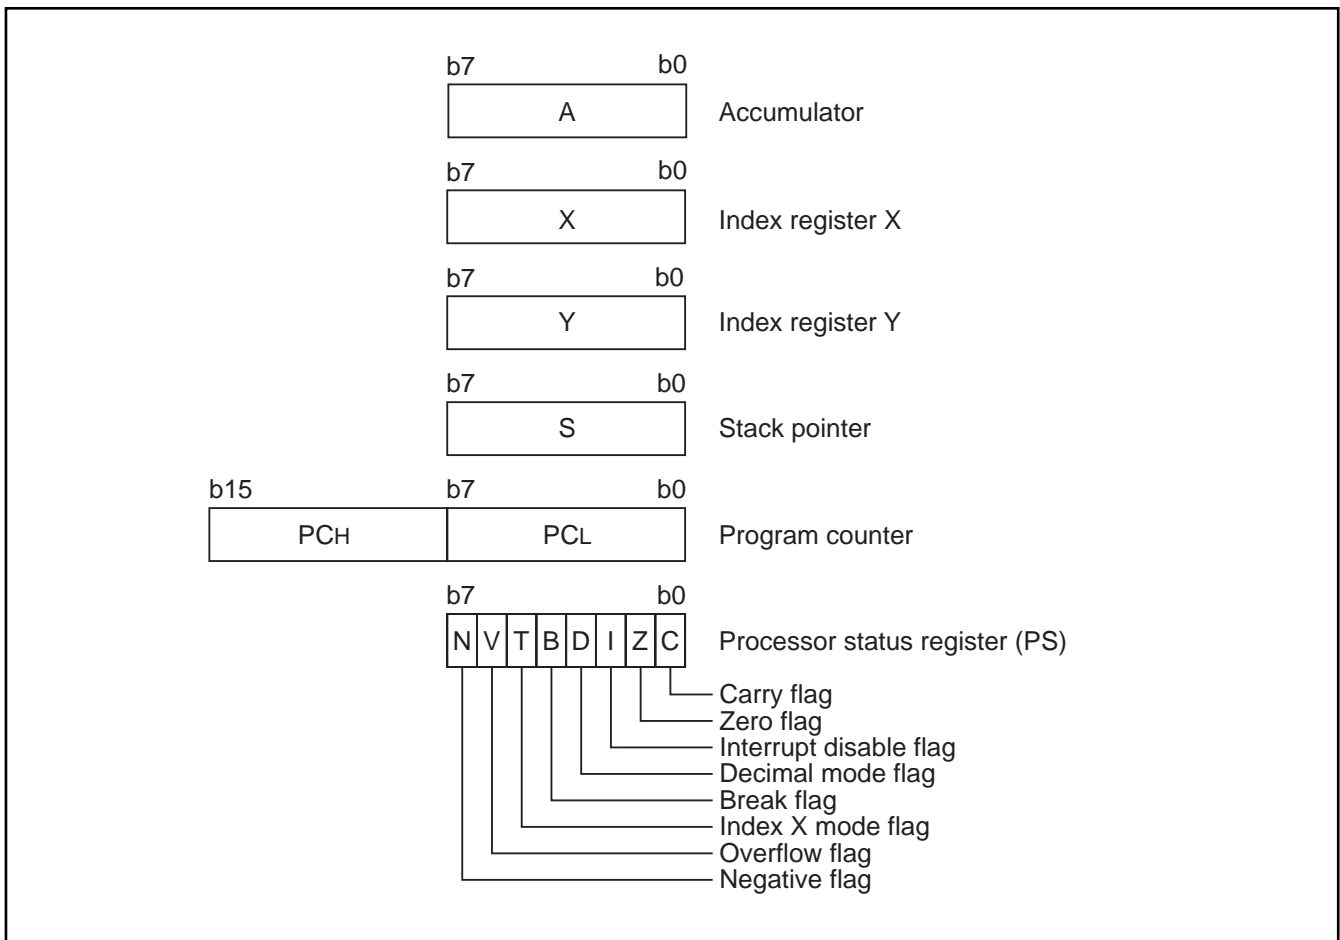 b7 b0
A Accumulator
b7 b0
X Index register X
b7 b0
Y Index register Y
b7 b0
S Stack pointer
b15 b7 b0
PCH PCL Program counter
b7 b0
N V T B D I Z C Processor status register (PS)
Carry flag
Zero flag
Interrupt disable flag
Decimal mode flag
Break flag
Index X mode flag
Overflow flag
Negative flag